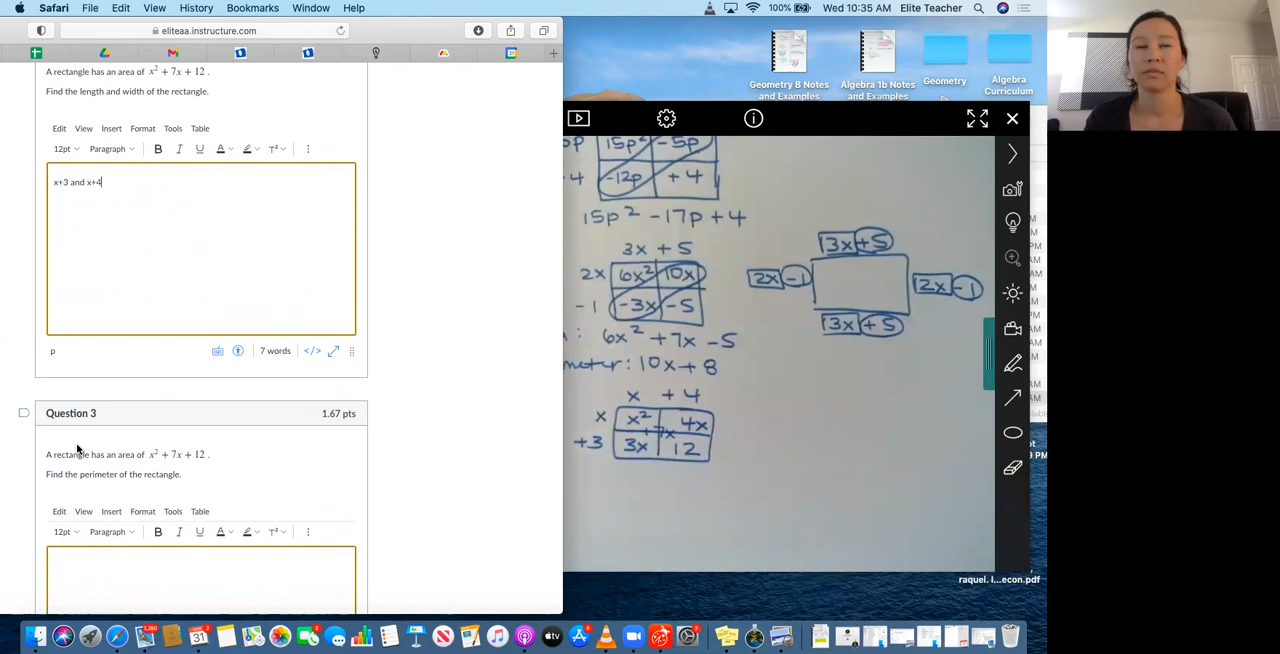 Safari File Edit View History Bookmarks Window Help
100% Wed 10:35 AM Elite Teacher
eliteaa.instructure.com
A rectangle has an area of x² + 7x + 12 .
Find the length and width of the rectangle.
Edit View Insert Format Tools Table
12pt Paragraph B I U A T²
x+3 and x+4
p
7 words </>
Question 3
1.67 pts
A rectangle has an area of x² + 7x + 12 .
Find the perimeter of the rectangle.
Edit View Insert Format Tools Table
12pt Paragraph B I U A T²
Geometry B Notes and Examples
Algebra 1b Notes and Examples
Geometry
Algebra Curriculum
15p² -5p
-12p + 4
15p² -17p + 4
3x + 5
2x 6x² 10x
-1 -3x -5
: 6x² + 7x -5
meter: 10x + 8
x + 4
x x² 4x
+ 7x
+3 3x 12
3x +5
2x -1
2x -1
3x +5
raquel. l...econ.pdf